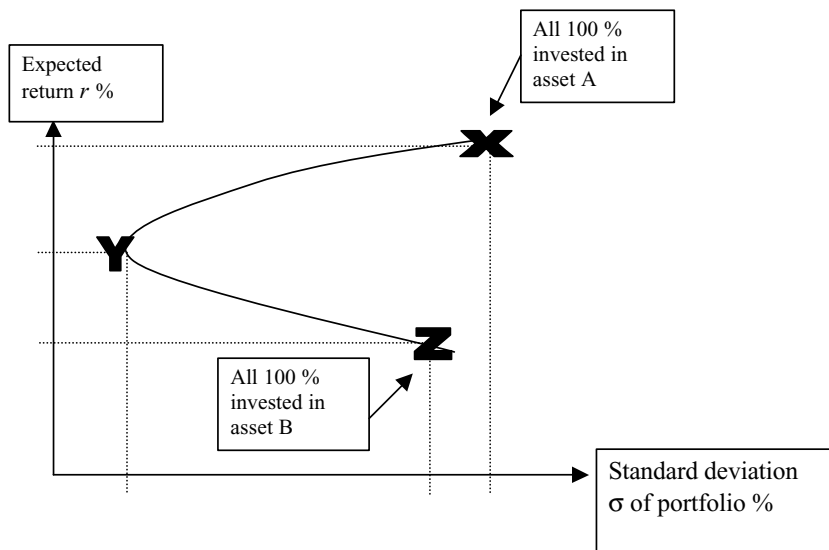 All 100 %
invested in
asset A
Expected
return r %
X
Y
Z
All 100 %
invested in
asset B
Standard deviation
σ of portfolio %